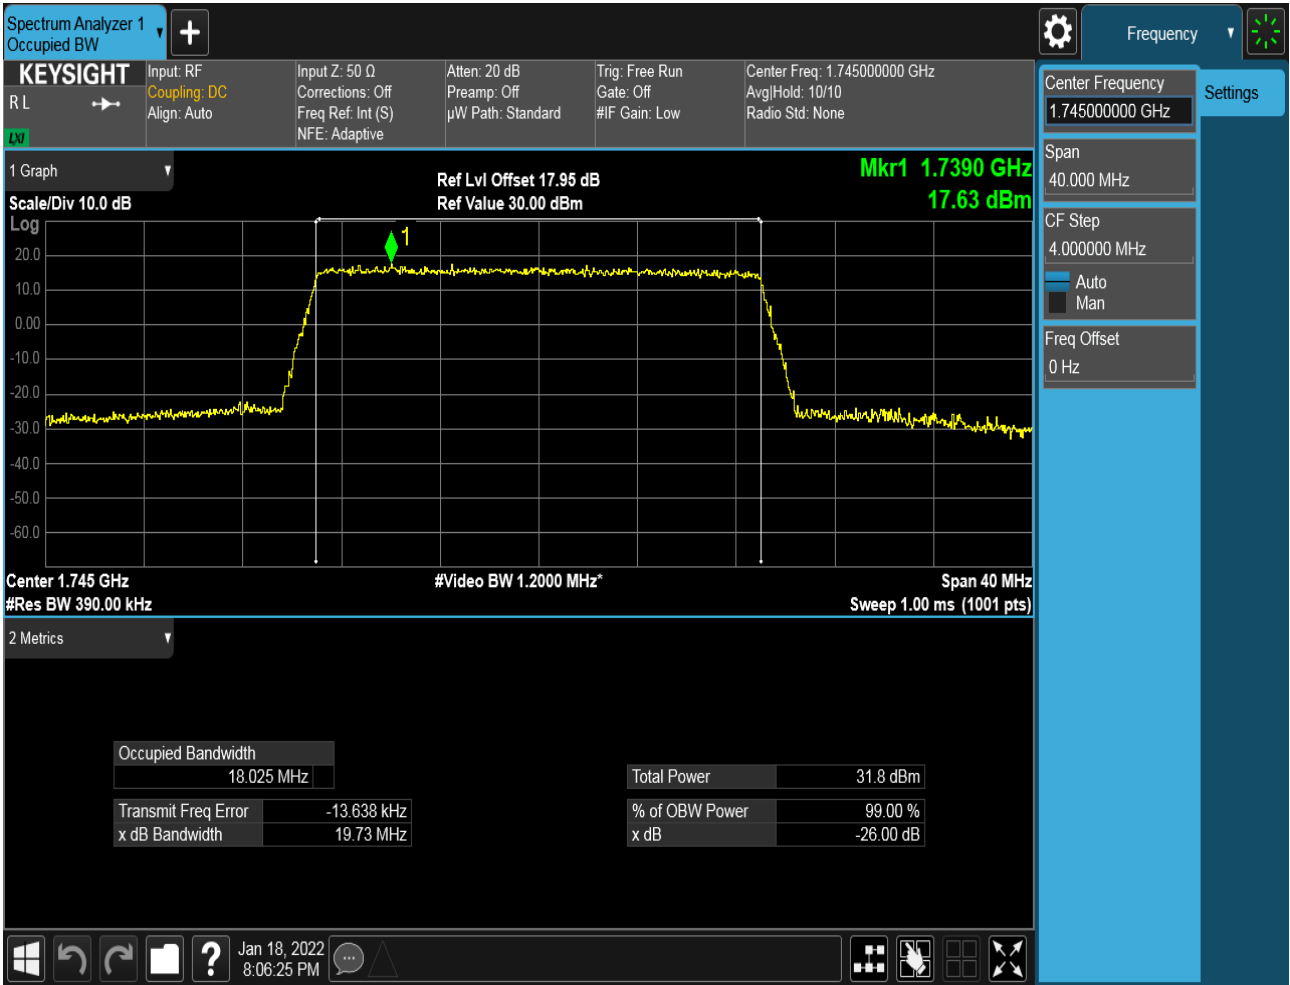 Spectrum Analyzer 1
Occupied BW
Frequency
KEYSIGHT
R L
LXI
Input: RF
Coupling: DC
Align: Auto
Input Z: 50 Ω
Corrections: Off
Freq Ref: Int (S)
NFE: Adaptive
Atten: 20 dB
Preamp: Off
µW Path: Standard
Trig: Free Run
Gate: Off
#IF Gain: Low
Center Freq: 1.745000000 GHz
Avg|Hold: 10/10
Radio Std: None
Center Frequency
1.745000000 GHz
Settings
Span
40.000 MHz
CF Step
4.000000 MHz
Auto
Man
Freq Offset
0 Hz
1 Graph
Scale/Div 10.0 dB
Ref Lvl Offset 17.95 dB
Ref Value 30.00 dBm
Mkr1 1.7390 GHz
17.63 dBm
Log
1
20.0
10.0
0.00
-10.0
-20.0
-30.0
-40.0
-50.0
-60.0
Center 1.745 GHz
#Res BW 390.00 kHz
#Video BW 1.2000 MHz*
Span 40 MHz
Sweep 1.00 ms (1001 pts)
2 Metrics
Occupied Bandwidth
18.025 MHz
Transmit Freq Error -13.638 kHz
x dB Bandwidth 19.73 MHz
Total Power 31.8 dBm
% of OBW Power 99.00 %
x dB -26.00 dB
?
Jan 18, 2022
8:06:25 PM